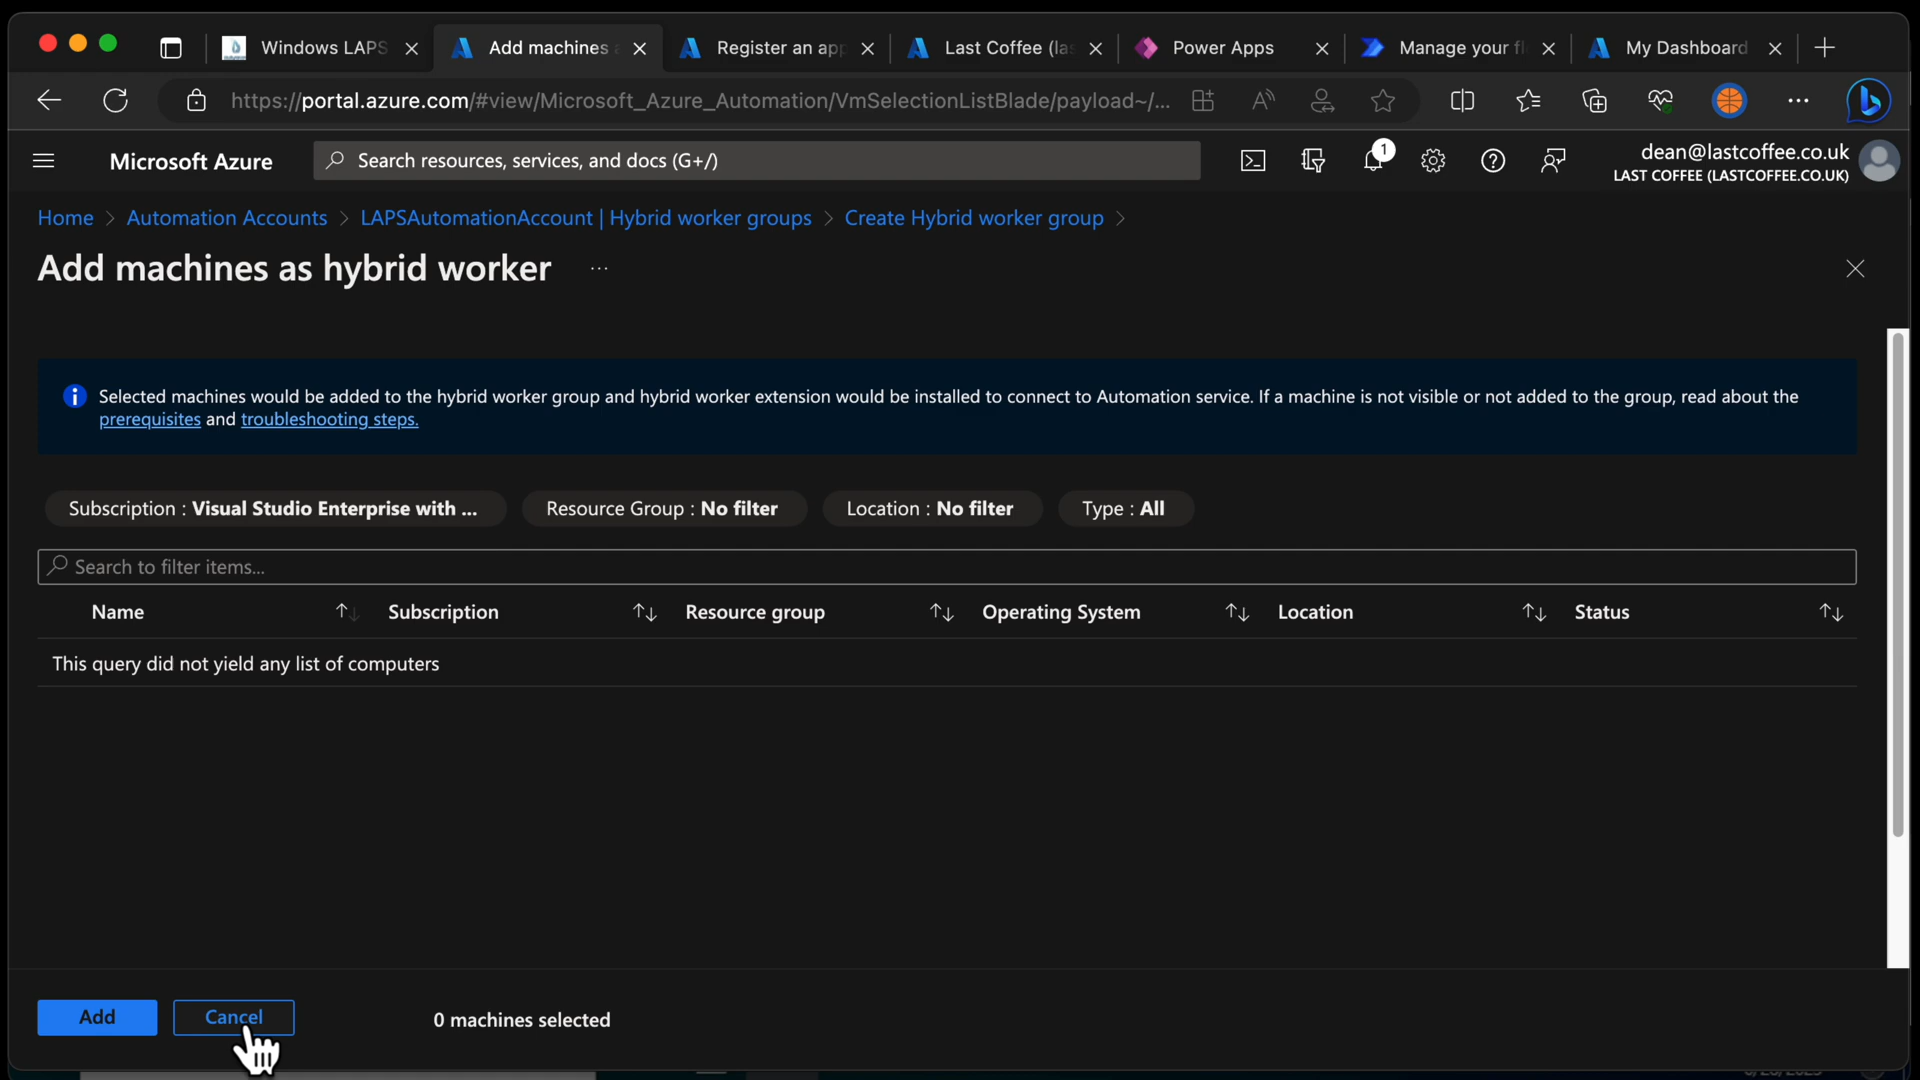 Windows LAPS
Add machines a
Register an app
Last Coffee (las
Power Apps
Manage your fl
My Dashboard
https://portal.azure.com/#view/Microsoft_Azure_Automation/VmSelectionListBlade/payload~/...
Microsoft Azure
Search resources, services, and docs (G+/)
1
dean@lastcoffee.co.uk
LAST COFFEE (LASTCOFFEE.CO.UK)
Home > Automation Accounts > LAPSAutomationAccount | Hybrid worker groups > Create Hybrid worker group >
Add machines as hybrid worker ...
Selected machines would be added to the hybrid worker group and hybrid worker extension would be installed to connect to Automation service. If a machine is not visible or not added to the group, read about the
prerequisites and troubleshooting steps.
Subscription : Visual Studio Enterprise with ...
Resource Group : No filter
Location : No filter
Type : All
Search to filter items...
Name Subscription Resource group Operating System Location Status
This query did not yield any list of computers
Add
Cancel
0 machines selected